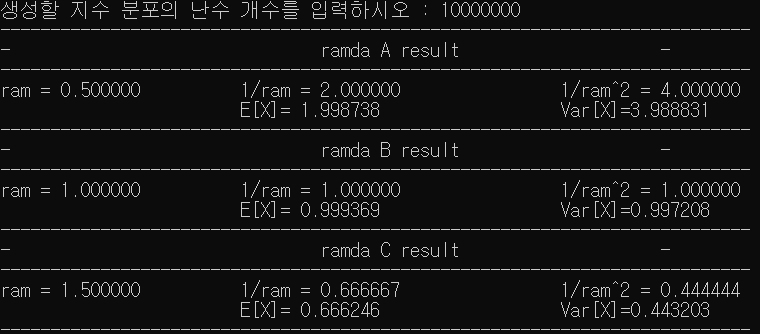 생성할 지수 분포의 난수 개수를 입력하시오 : 10000000
---------------------------------------------------------------------------
- ramda A result -
---------------------------------------------------------------------------
ram = 0.500000 1/ram = 2.000000 1/ram^2 = 4.000000
E[X]= 1.998738 Var[X]=3.988831
---------------------------------------------------------------------------
- ramda B result -
---------------------------------------------------------------------------
ram = 1.000000 1/ram = 1.000000 1/ram^2 = 1.000000
E[X]= 0.999369 Var[X]=0.997208
---------------------------------------------------------------------------
- ramda C result -
---------------------------------------------------------------------------
ram = 1.500000 1/ram = 0.666667 1/ram^2 = 0.444444
E[X]= 0.666246 Var[X]=0.443203
---------------------------------------------------------------------------